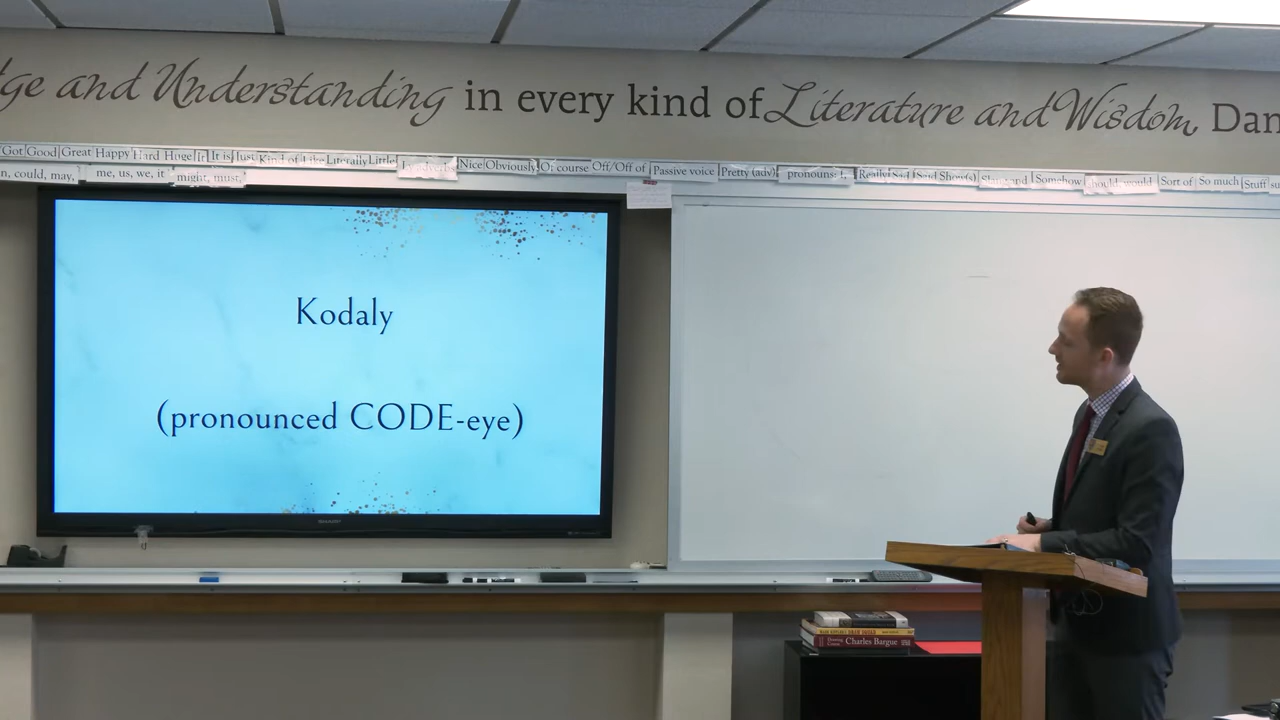 ge and Understanding in every kind of Literature and Wisdom, Dan
Got Good Great Happy Hard Huge It is Just Kind of Like Literally Little Nice Obviously Of course Off/Off of Passive voice Pretty (adv) pronouns: I, Really Sad Said She(s) Somehow should, would Sort of So much Stuff
n, could, may, me, us, we, it might, must,
Kodaly
(pronounced CODE-eye)
SHARP
Charles Bargue